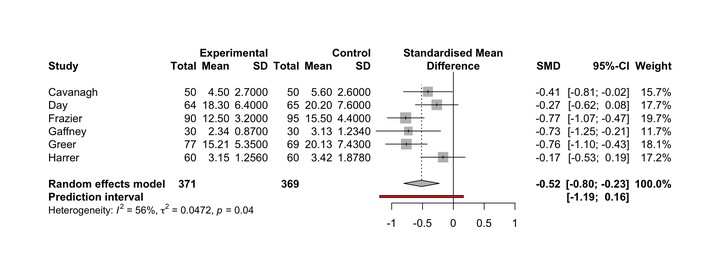 Experimental Control Standardised Mean
Study Total Mean SD Total Mean SD Difference SMD 95%-CI Weight
Cavanagh 50 4.50 2.7000 50 5.60 2.6000 -0.41 [-0.81; -0.02] 15.7%
Day 64 18.30 6.4000 65 20.20 7.6000 -0.27 [-0.62; 0.08] 17.7%
Frazier 90 12.50 3.2000 95 15.50 4.4000 -0.77 [-1.07; -0.47] 19.7%
Gaffney 30 2.34 0.8700 30 3.13 1.2340 -0.73 [-1.25; -0.21] 11.7%
Greer 77 15.21 5.3500 69 20.13 7.4300 -0.76 [-1.10; -0.43] 18.1%
Harrer 60 3.15 1.2560 60 3.42 1.8780 -0.17 [-0.53; 0.19] 17.2%
Random effects model 371 369 -0.52 [-0.80; -0.23] 100.0%
Prediction interval [-1.19; 0.16]
Heterogeneity: I² = 56%, τ² = 0.0472, p = 0.04
-1 -0.5 0 0.5 1